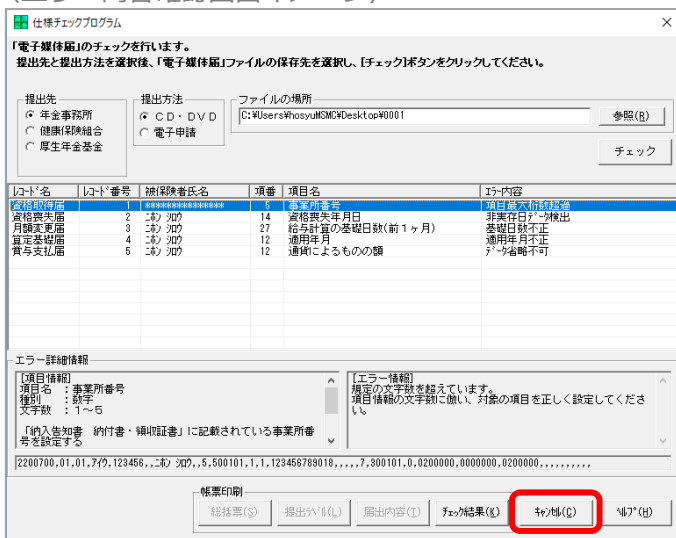 仕様チェックプログラム
「電子媒体届」のチェックを行います。
提出先と提出方法を選択後、「電子媒体届」ファイルの保存先を選択し、[チェック]ボタンをクリックしてください。
提出先 提出方法 ファイルの場所
年金事務所 CD・DVD C:¥Users¥hosyuMSMC¥Desktop¥0001 参照(R)
健康保険組合 電子申請
厚生年金基金
チェック
ﾚｺｰﾄﾞ名 ﾚｺｰﾄﾞ番号 被保険者氏名 項番 項目名 ｴﾗｰ内容
資格取得届 1 *************** 5 事業所番号 項目最大桁数超過
資格喪失届 2 ﾆﾎﾝ ｼﾛｳ 14 資格喪失年月日 非実存日ﾃﾞｰﾀ検出
月額変更届 3 ﾆﾎﾝ ｼﾛｳ 27 給与計算の基礎日数(前1ヶ月) 基礎日数不正
算定基礎届 4 ﾆﾎﾝ ｼﾛｳ 12 適用年月 適用年月不正
賞与支払届 5 ﾆﾎﾝ ｼﾛｳ 12 通貨によるものの額 ﾃﾞｰﾀ省略不可
エラー詳細情報
[項目情報]
項目名 ：事業所番号
種別 ：数字
文字数 ：1～5
「納入告知書 納付書・領収証書」に記載されている事業所番
号を設定する
[エラー情報]
規定の文字数を超えています。
項目情報の文字数に倣い、対象の項目を正しく設定してくださ
い。
2200700,01,01,ｱｲｳ,123456,,ﾆﾎﾝ ｼﾛｳ,,5,500101,1,1,123456789018,,,,,7,300101,0,0200000,0000000,0200000,,,,,,,,,,
帳票印刷
総括票(S) 提出ﾗﾍﾞﾙ(L) 届出内容(I) ﾁｪｯｸ結果(K) ｷｬﾝｾﾙ(C) ﾍﾙﾌﾟ(H)